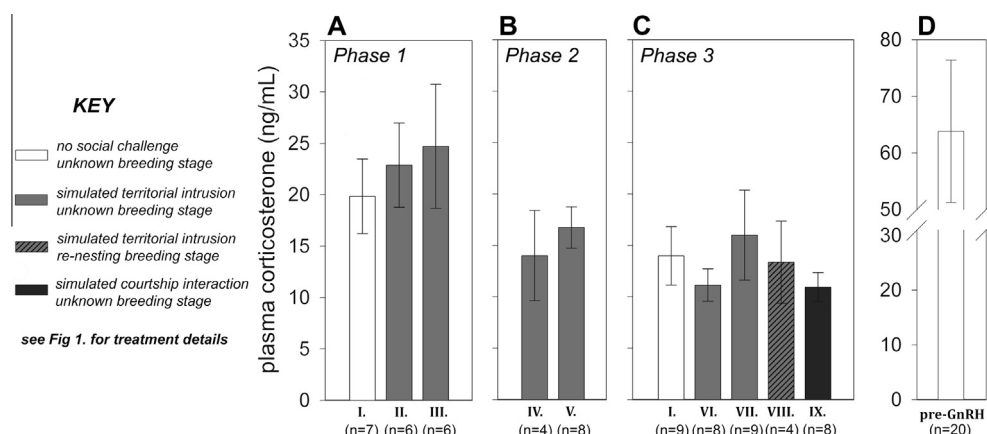 A
B
C
D
Phase 1
Phase 2
Phase 3
plasma corticosterone (ng/mL)
35
30
25
20
15
10
5
0
80
70
60
50
30
20
10
0
KEY
no social challenge
unknown breeding stage
simulated territorial intrusion
unknown breeding stage
simulated territorial intrusion
re-nesting breeding stage
simulated courtship interaction
unknown breeding stage
see Fig 1. for treatment details
I. II. III.
(n=7) (n=6) (n=6)
IV. V.
(n=4) (n=8)
I. VI. VII. VIII. IX.
(n=9) (n=8) (n=9) (n=4) (n=8)
pre-GnRH
(n=20)